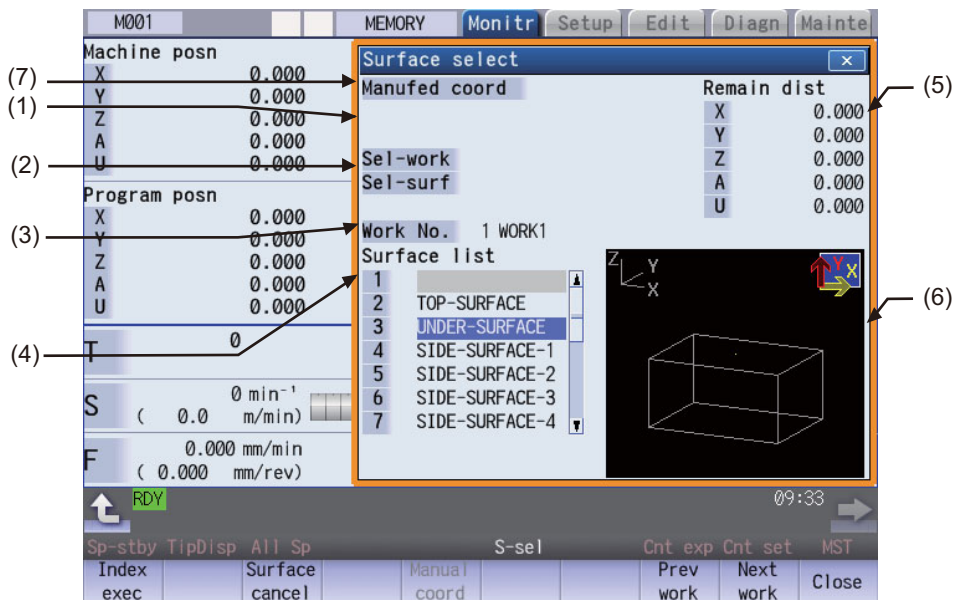 M001 MEMORY Monitr Setup Edit Diagn Mainte
Machine posn
X 0.000
Y 0.000
Z 0.000
A 0.000
U 0.000
Program posn
X 0.000
Y 0.000
Z 0.000
A 0.000
U 0.000
T 0
S 0 min⁻¹
( 0.0 m/min)
F 0.000 mm/min
( 0.000 mm/rev)
Surface select ×
Manufed coord
Sel-work
Sel-surf
Remain dist
X 0.000
Y 0.000
Z 0.000
A 0.000
U 0.000
Work No. 1 WORK1
Surface list
1
2 TOP-SURFACE
3 UNDER-SURFACE
4 SIDE-SURFACE-1
5 SIDE-SURFACE-2
6 SIDE-SURFACE-3
7 SIDE-SURFACE-4
Z Y
X
Y X
(7)
(1)
(2)
(3)
(4)
(5)
(6)
RDY 09:33
Sp-stby TipDisp All Sp S-sel Cnt exp Cnt set MST
Index exec
Surface cancel
Manual coord
Prev work
Next work
Close